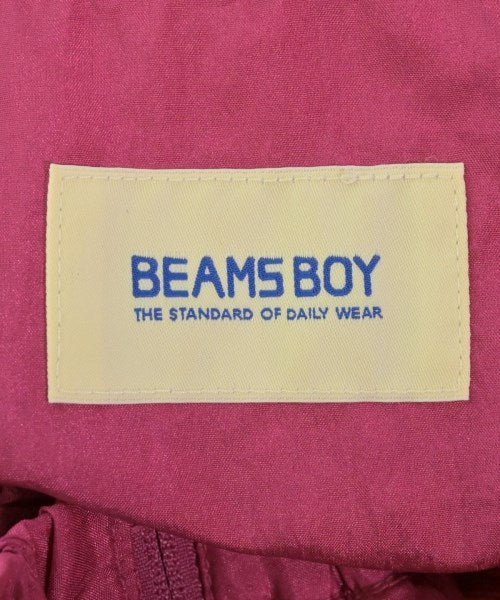 BEAMS BOY
THE STANDARD OF DAILY WEAR